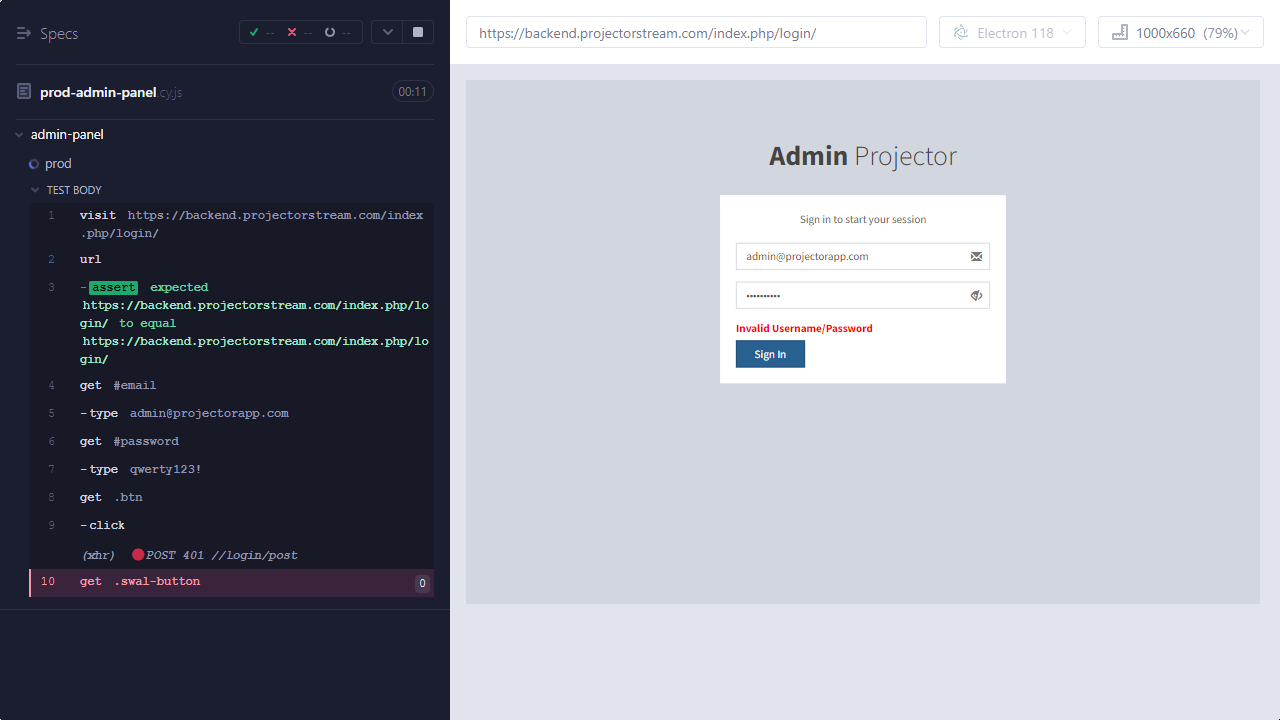 Specs
-- -- --
prod-admin-panel.cy.js
00:11
admin-panel
prod
TEST BODY
1 visit https://backend.projectorstream.com/index
.php/login/
2 url
3 -assert expected
https://backend.projectorstream.com/index.php/lo
gin/ to equal
https://backend.projectorstream.com/index.php/lo
gin/
4 get #email
5 -type admin@projectorapp.com
6 get #password
7 -type qwerty123!
8 get .btn
9 -click
(xhr) POST 401 //login/post
10 get .swal-button 0
https://backend.projectorstream.com/index.php/login/
Electron 118
1000x660 (79%)
Admin Projector
Sign in to start your session
admin@projectorapp.com
••••••••••
Invalid Username/Password
Sign In